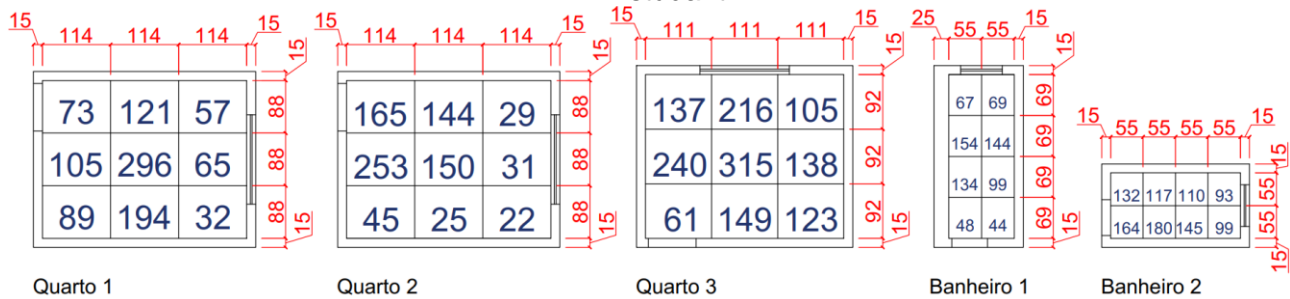 15 114 114 114 15
15
73 121 57 88
105 296 65 88
89 194 32 88
15
Quarto 1
15 114 114 114 15
15
165 144 29 88
253 150 31 88
45 25 22 88
15
Quarto 2
15 111 111 111 15
15
137 216 105 92
240 315 138 92
61 149 123 92
15
Quarto 3
25 55 55 15
15
67 69 69
154 144 69
134 99 69
48 44 69
15
Banheiro 1
15 55 55 55 55 15
15
132 117 110 93 55
164 180 145 99 55
15
Banheiro 2